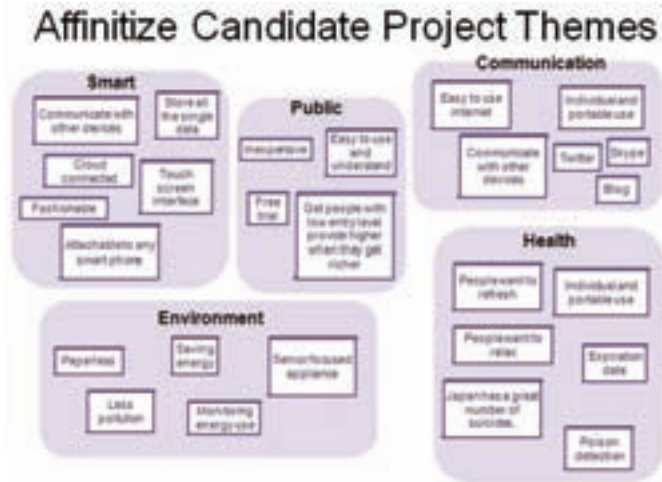 Affinitize Candidate Project Themes
Smart
Communicate with
other devices
Store all
the single
data
Cloud
connected
Touch
screen
interface
Fashionable
Attachable to any
smart phone
Public
Inexpensive
Easy to use
and
understand
Free
trial
Get people with
low entry level
provide higher
when they get
richer
Communication
Easy to use
internet
Individual and
portable use
Communicate
with other
devices
Twitter
Skype
Blog
Environment
Paperless
Saving
energy
Sensor focused
appliance
Less
pollution
Monitoring
energy use
Health
People want to
refresh
Individual and
portable use
People want to
relax
Expiration
date
Japan has a great
number of
suicides.
Poison
detection